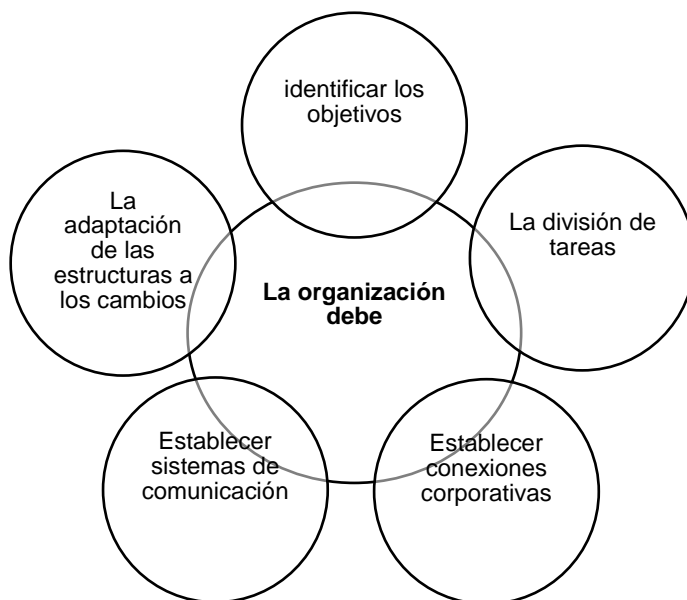 identificar los
objetivos
La división de
tareas
Establecer
conexiones
corporativas
Establecer
sistemas de
comunicación
La
adaptación
de las
estructuras a
los cambios
La organización
debe